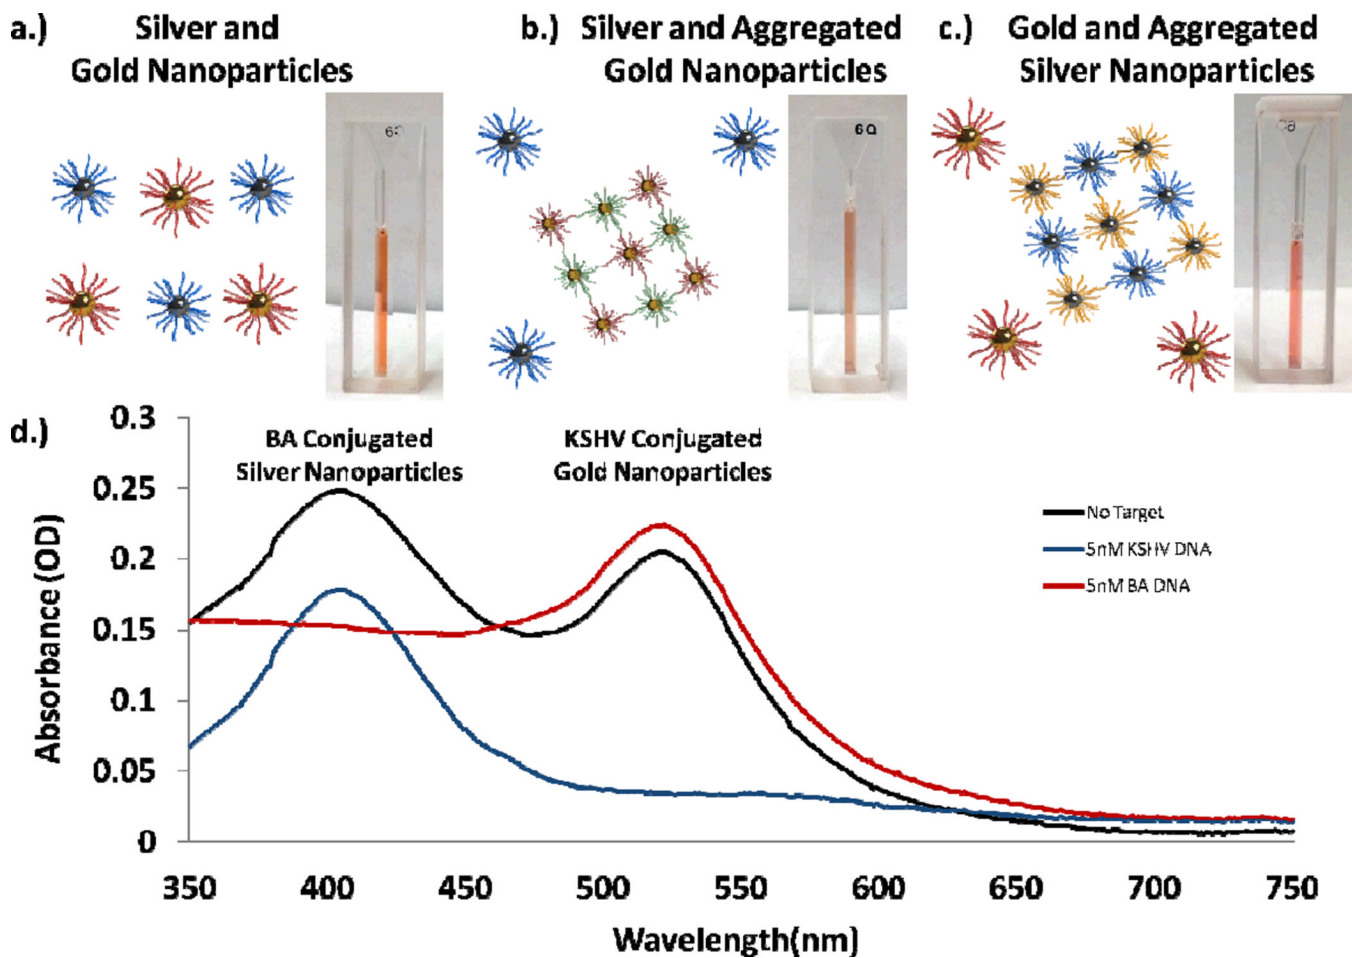 a.) Silver and
Gold Nanoparticles
b.) Silver and Aggregated
Gold Nanoparticles
c.) Gold and Aggregated
Silver Nanoparticles
6Q
d.)
BA Conjugated
Silver Nanoparticles
KSHV Conjugated
Gold Nanoparticles
No Target
5nM KSHV DNA
5nM BA DNA
Absorbance (OD)
0.3
0.25
0.2
0.15
0.1
0.05
0
350 400 450 500 550 600 650 700 750
Wavelength(nm)